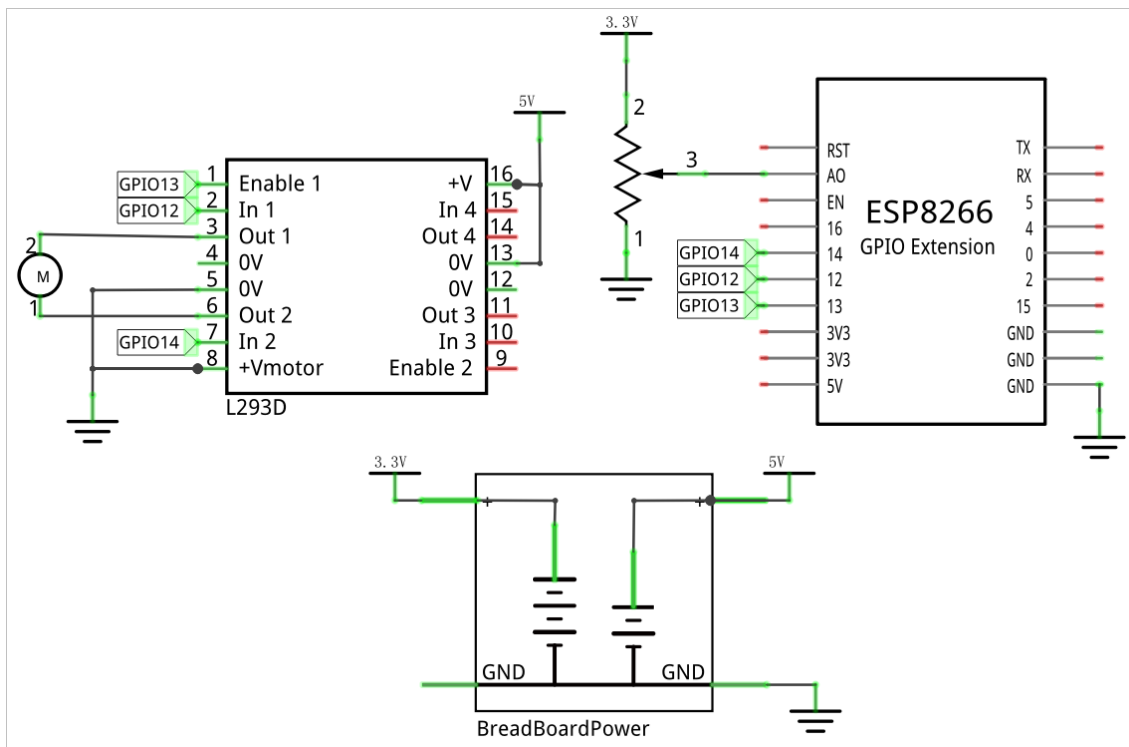 3.3V
2
3
1
5V
GPIO13
GPIO12
GPIO14
1
2
3
4
5
6
7
8
Enable 1
In 1
Out 1
0V
0V
Out 2
In 2
+Vmotor
16
15
14
13
12
11
10
9
+V
In 4
Out 4
0V
0V
Out 3
In 3
Enable 2
L293D
2
M
1
GPIO14
GPIO12
GPIO13
RST
AO
EN
16
14
12
13
3V3
3V3
5V
ESP8266
GPIO Extension
TX
RX
5
4
0
2
15
GND
GND
GND
3.3V
5V
+
+
GND
GND
BreadBoardPower